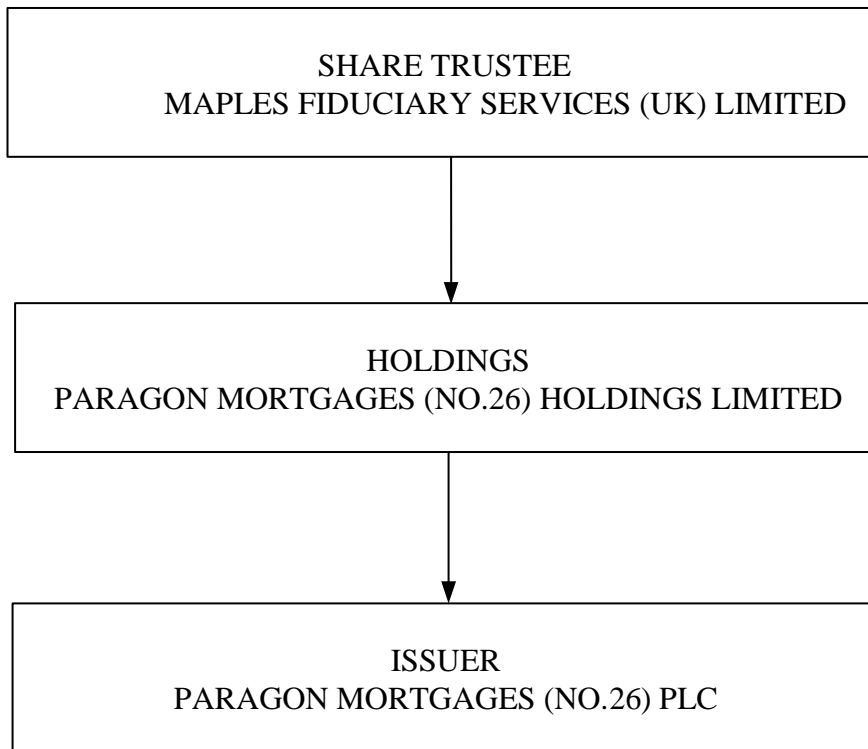 SHARE TRUSTEE
MAPLES FIDUCIARY SERVICES (UK) LIMITED
HOLDINGS
PARAGON MORTGAGES (NO.26) HOLDINGS LIMITED
ISSUER
PARAGON MORTGAGES (NO.26) PLC